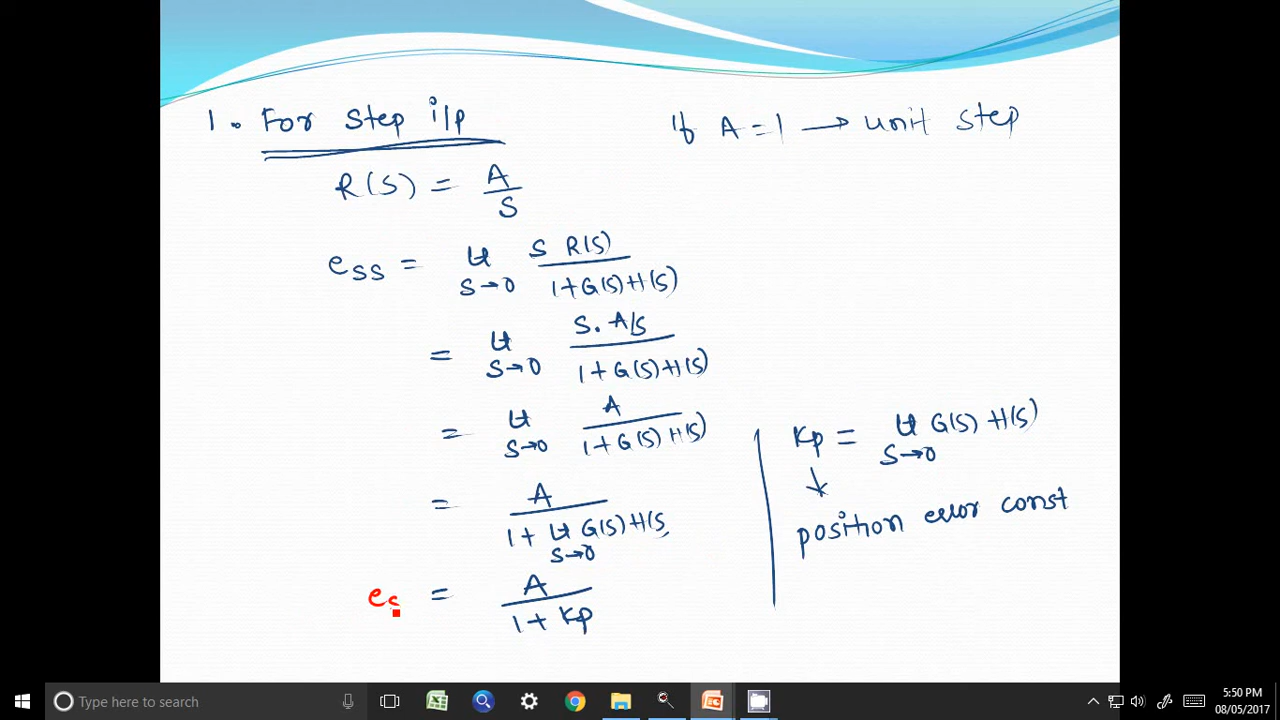 1. For Step i/p
If A = 1 → unit step
R(S) = A/S
ess = Lt S→0 S R(S) / 1+G(S)H(S)
= Lt S→0 S. A/S / 1+G(S)H(S)
= Lt S→0 A / 1+G(S)H(S)
= A / 1+ Lt S→0 G(S)H(S
es = A / 1+ Kp
Kp = Lt S→0 G(S) H(S)
↓
position error const
Type here to search
5:50 PM
08/05/2017